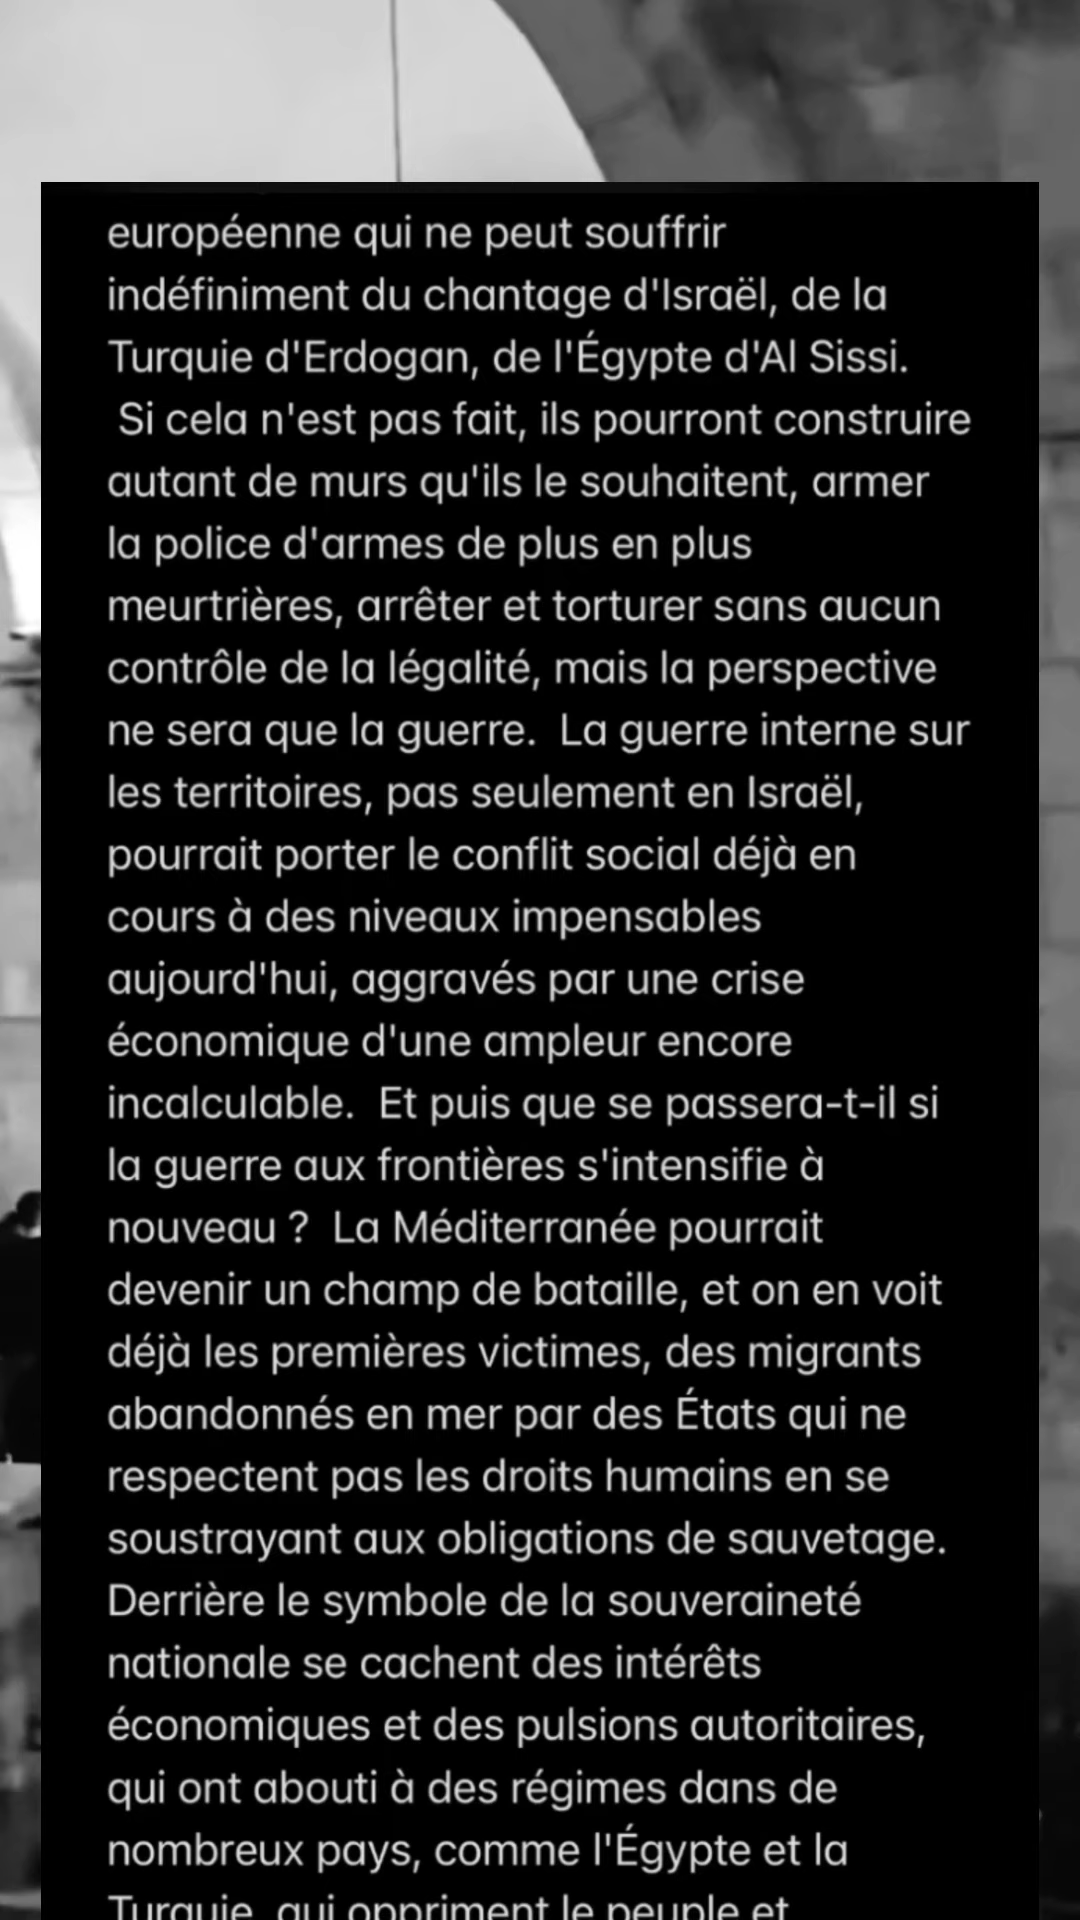 européenne qui ne peut souffrir
indéfiniment du chantage d'Israël, de la
Turquie d'Erdogan, de l'Égypte d'Al Sissi.
Si cela n'est pas fait, ils pourront construire
autant de murs qu'ils le souhaitent, armer
la police d'armes de plus en plus
meurtrières, arrêter et torturer sans aucun
contrôle de la légalité, mais la perspective
ne sera que la guerre.  La guerre interne sur
les territoires, pas seulement en Israël,
pourrait porter le conflit social déjà en
cours à des niveaux impensables
aujourd'hui, aggravés par une crise
économique d'une ampleur encore
incalculable.  Et puis que se passera-t-il si
la guerre aux frontières s'intensifie à
nouveau ?  La Méditerranée pourrait
devenir un champ de bataille, et on en voit
déjà les premières victimes, des migrants
abandonnés en mer par des États qui ne
respectent pas les droits humains en se
soustrayant aux obligations de sauvetage.
Derrière le symbole de la souveraineté
nationale se cachent des intérêts
économiques et des pulsions autoritaires,
qui ont abouti à des régimes dans de
nombreux pays, comme l'Égypte et la
Turquie, qui oppriment le peuple et